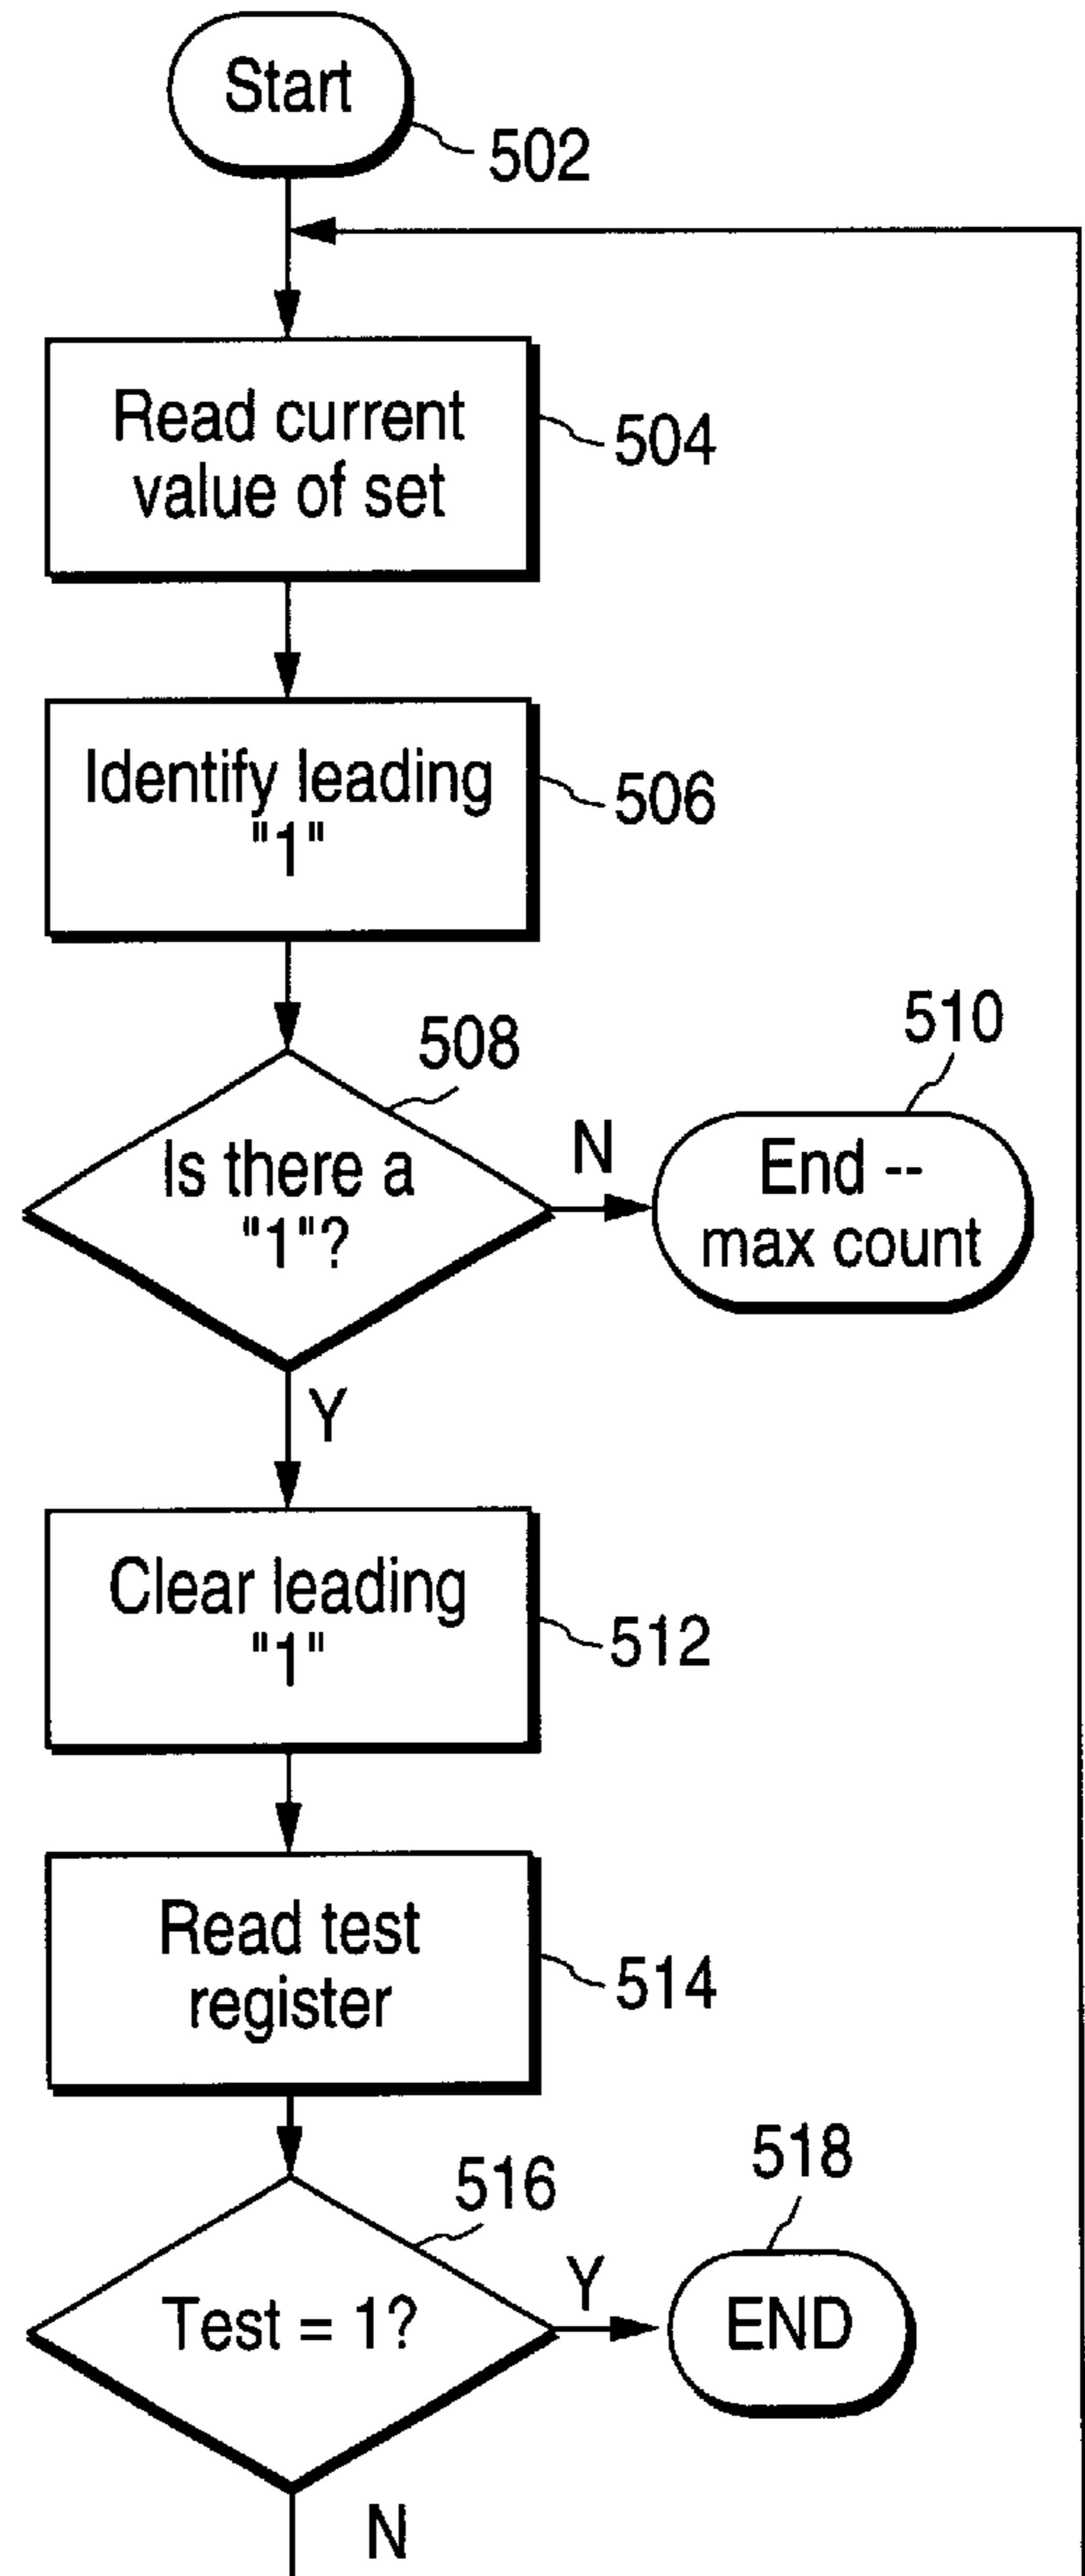 Start
502
Read current
value of set
504
Identify leading
"1"
506
508
Is there a
"1"?
N
510
End --
max count
Y
Clear leading
"1"
512
Read test
register
514
516
Test = 1?
Y
518
END
N